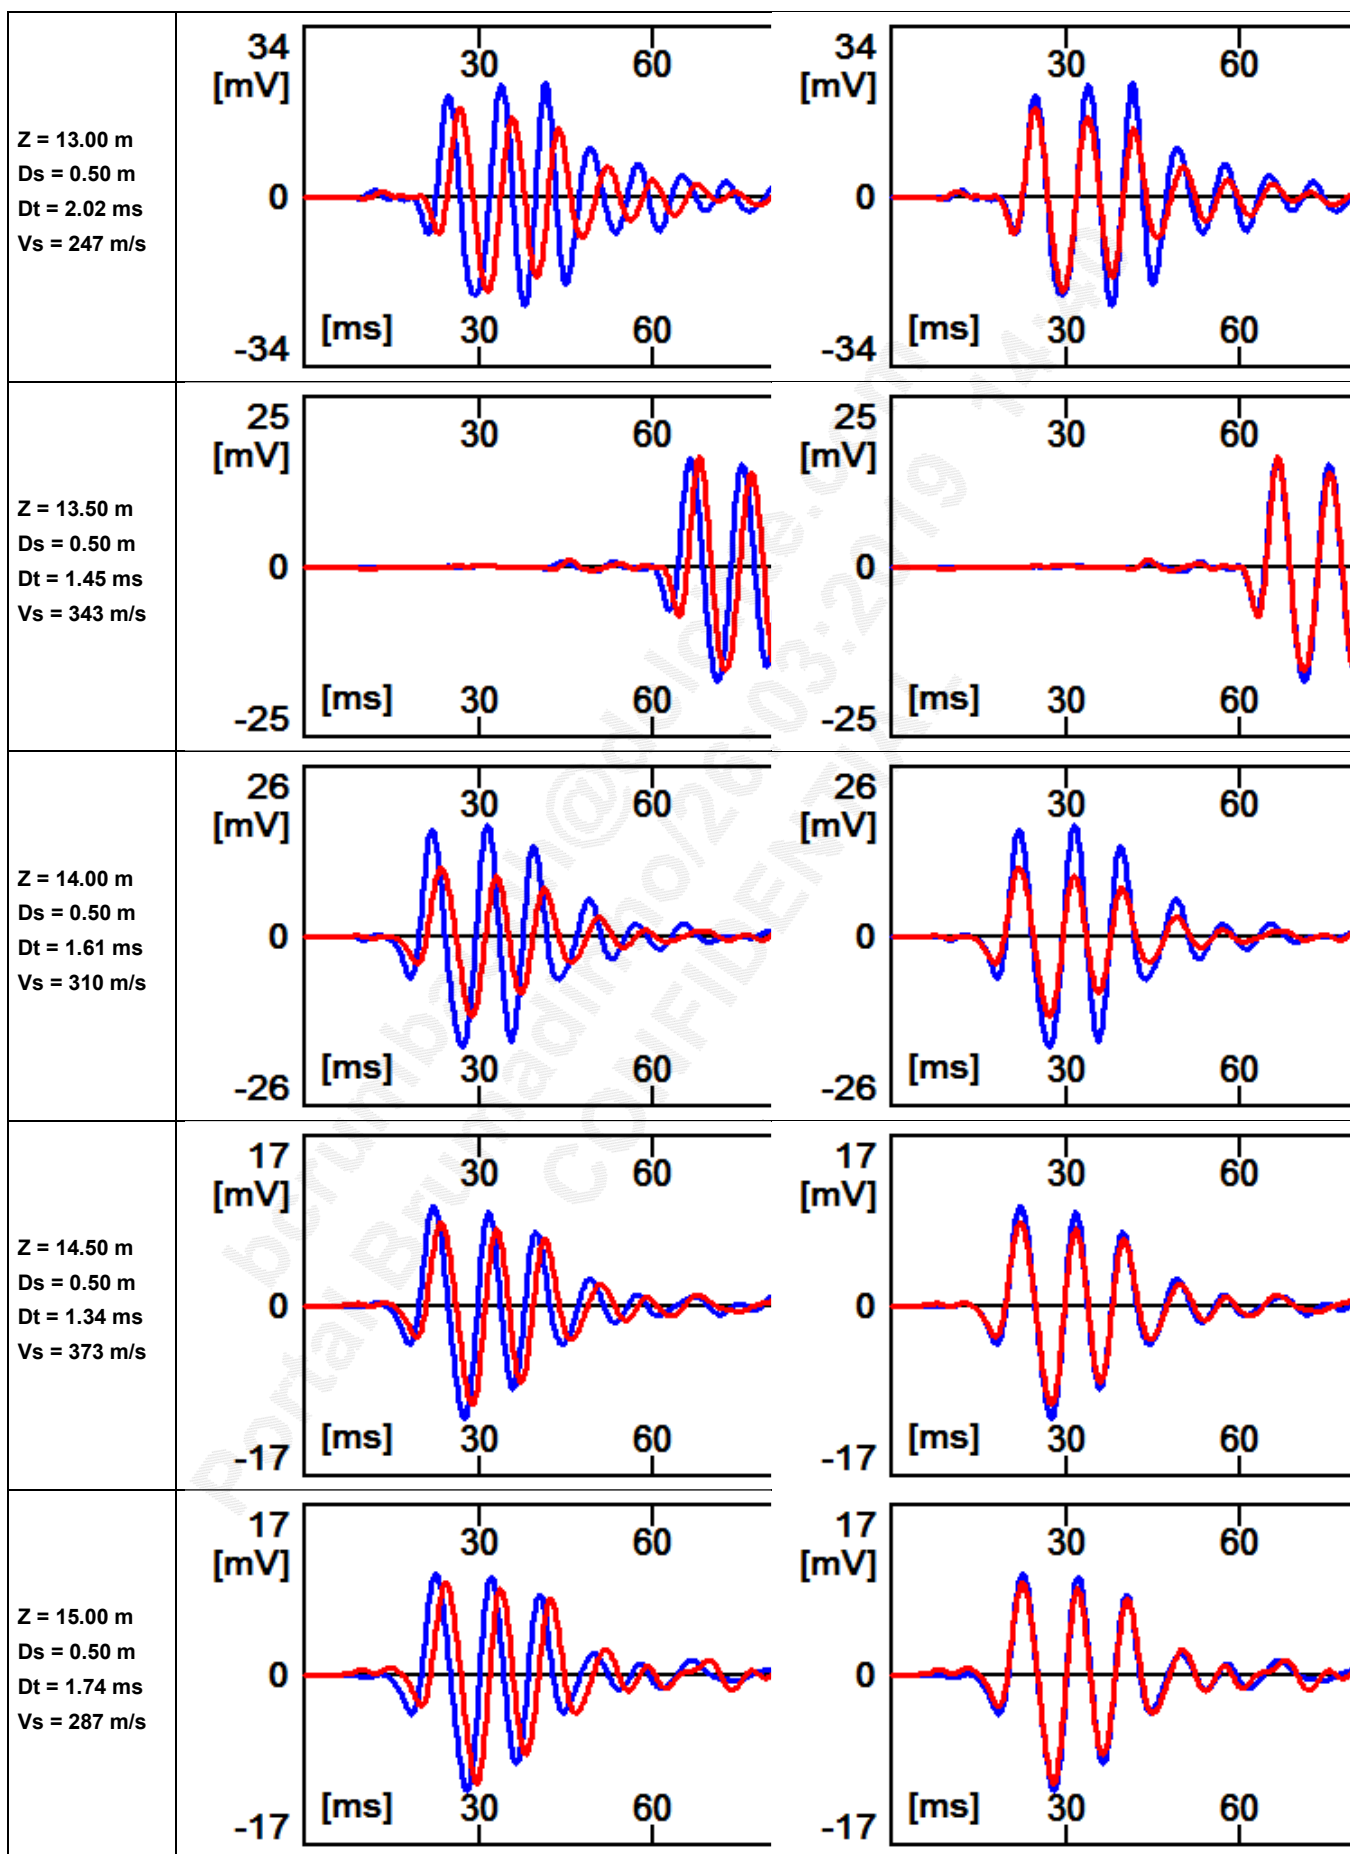 Z = 13.00 m
Ds = 0.50 m
Dt = 2.02 ms
Vs = 247 m/s
34
[mV]
30
60
0
[ms]
30
60
-34
34
[mV]
30
60
0
[ms]
30
60
-34
Z = 13.50 m
Ds = 0.50 m
Dt = 1.45 ms
Vs = 343 m/s
25
[mV]
30
60
0
[ms]
30
60
-25
25
[mV]
30
60
0
[ms]
30
60
-25
Z = 14.00 m
Ds = 0.50 m
Dt = 1.61 ms
Vs = 310 m/s
26
[mV]
30
60
0
[ms]
30
60
-26
26
[mV]
30
60
0
[ms]
30
60
-26
Z = 14.50 m
Ds = 0.50 m
Dt = 1.34 ms
Vs = 373 m/s
17
[mV]
30
60
0
[ms]
30
60
-17
17
[mV]
30
60
0
[ms]
30
60
-17
Z = 15.00 m
Ds = 0.50 m
Dt = 1.74 ms
Vs = 287 m/s
17
[mV]
30
60
0
[ms]
30
60
-17
17
[mV]
30
60
0
[ms]
30
60
-17
CONFIDENTIAL